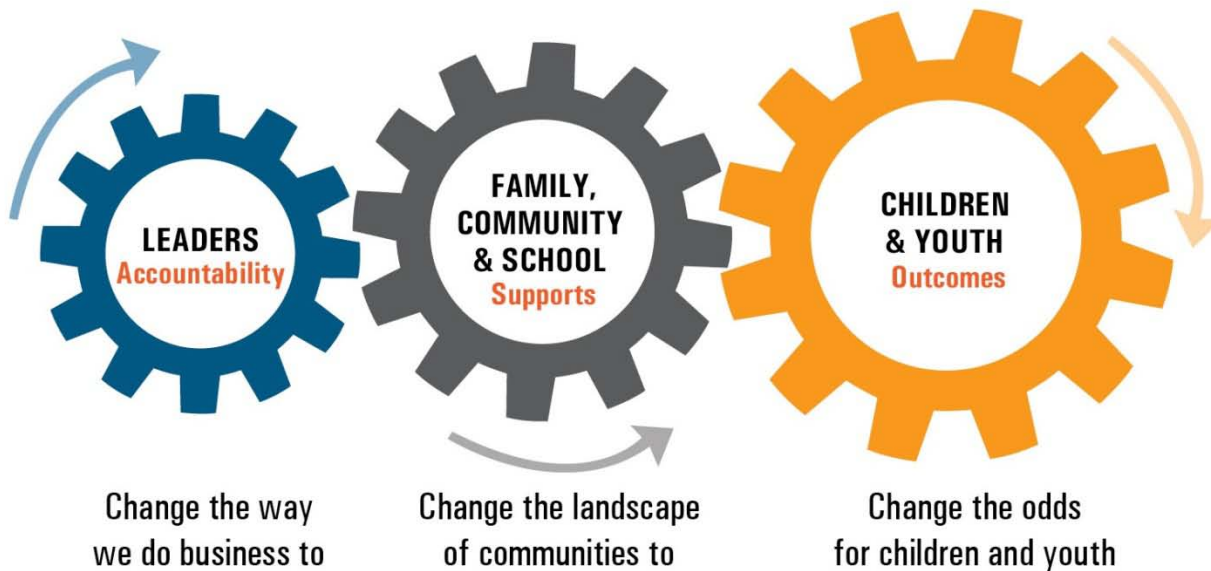 LEADERS
Accountability
FAMILY,
COMMUNITY
& SCHOOL
Supports
CHILDREN
& YOUTH
Outcomes
Change the way
we do business to
Change the landscape
of communities to
Change the odds
for children and youth